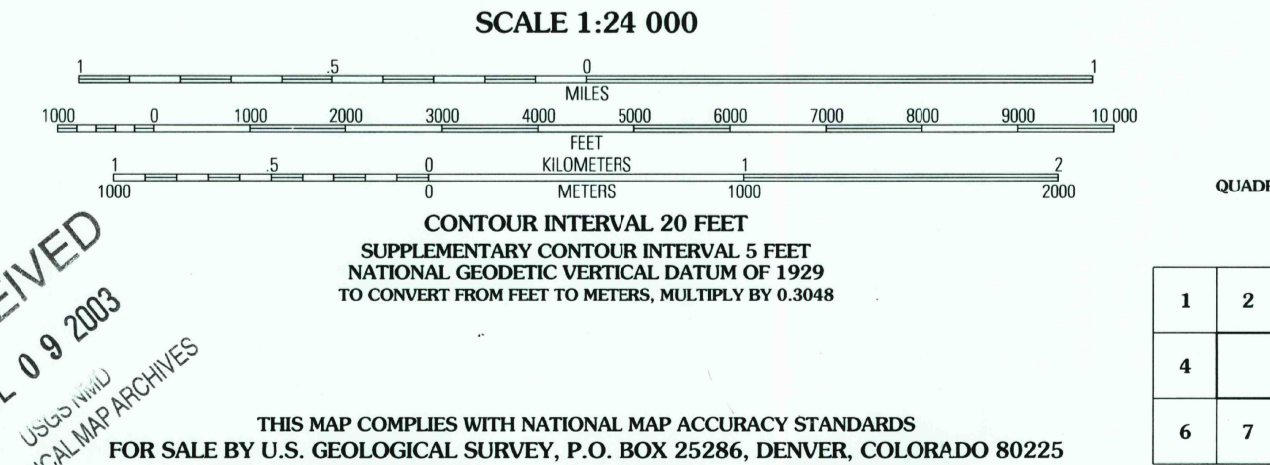 SCALE 1:24 000
1 .5 0 1
MILES
1000 0 1000 2000 3000 4000 5000 6000 7000 8000 9000 10 000
FEET
1 .5 0 KILOMETERS 1 2
1000 0 METERS 1000 2000
CONTOUR INTERVAL 20 FEET
SUPPLEMENTARY CONTOUR INTERVAL 5 FEET
NATIONAL GEODETIC VERTICAL DATUM OF 1929
TO CONVERT FROM FEET TO METERS, MULTIPLY BY 0.3048
THIS MAP COMPLIES WITH NATIONAL MAP ACCURACY STANDARDS
FOR SALE BY U.S. GEOLOGICAL SURVEY, P.O. BOX 25286, DENVER, COLORADO 80225
EIVED
L 09 2003
USGS NMD
ICAL MAP ARCHIVES
QUADR
1 2
4
6 7